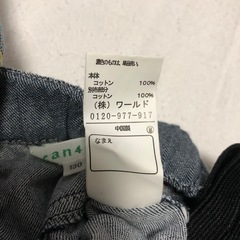 本体
コットン 100%
別布部分
コットン 100%
(株)ワールド
0120-977-917
中国製
なまえ
130